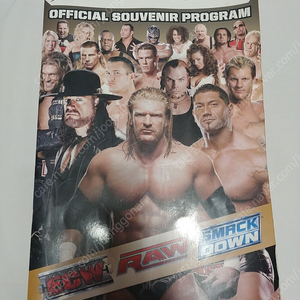 OFFICIAL SOUVENIR PROGRAM
ECW
RAW
SMACK
DOWN